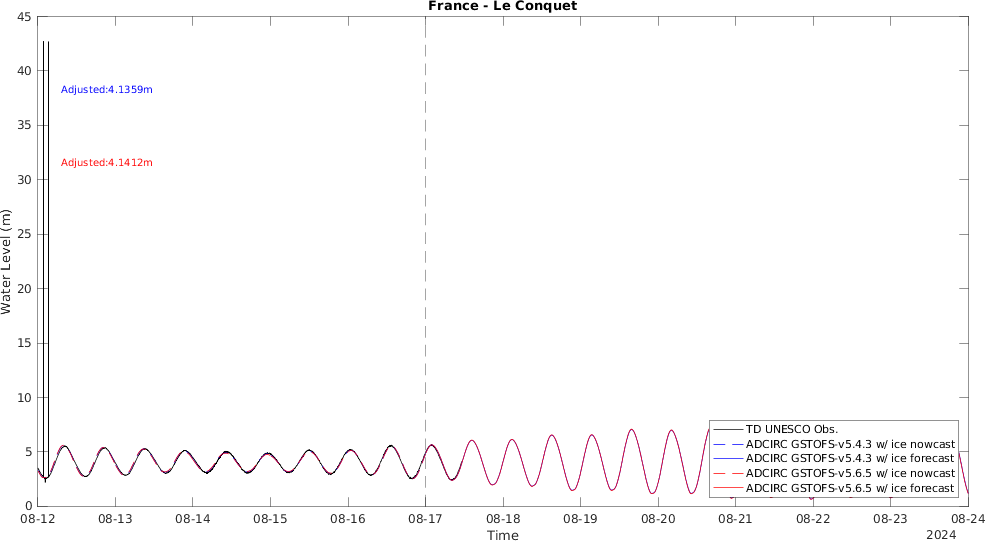 France - Le Conquet
45
40
35
30
25
20
15
10
5
0
Water Level (m)
Adjusted:4.1359m
Adjusted:4.1412m
TD UNESCO Obs.
ADCIRC GSTOFS-v5.4.3 w/ ice nowcast
ADCIRC GSTOFS-v5.4.3 w/ ice forecast
ADCIRC GSTOFS-v5.6.5 w/ ice nowcast
ADCIRC GSTOFS-v5.6.5 w/ ice forecast
08-12 08-13 08-14 08-15 08-16 08-17 08-18 08-19 08-20 08-21 08-22 08-23 08-24
Time
2024